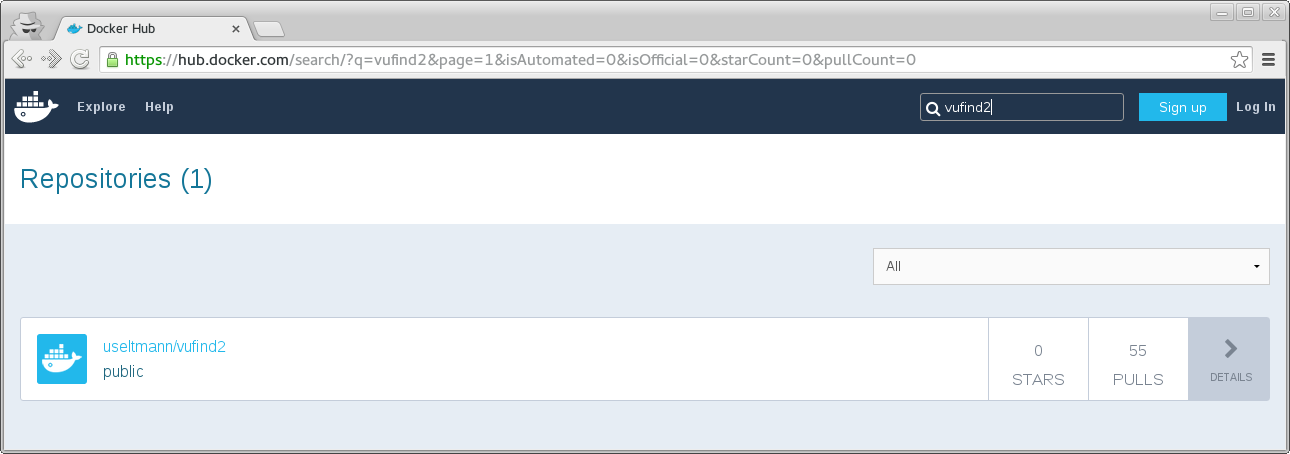 Docker Hub
https://hub.docker.com/search/?q=vufind2&page=1&isAutomated=0&isOfficial=0&starCount=0&pullCount=0
Explore Help vufind2 Sign up Log In
Repositories (1)
All
useltmann/vufind2
public
0
STARS
55
PULLS
DETAILS